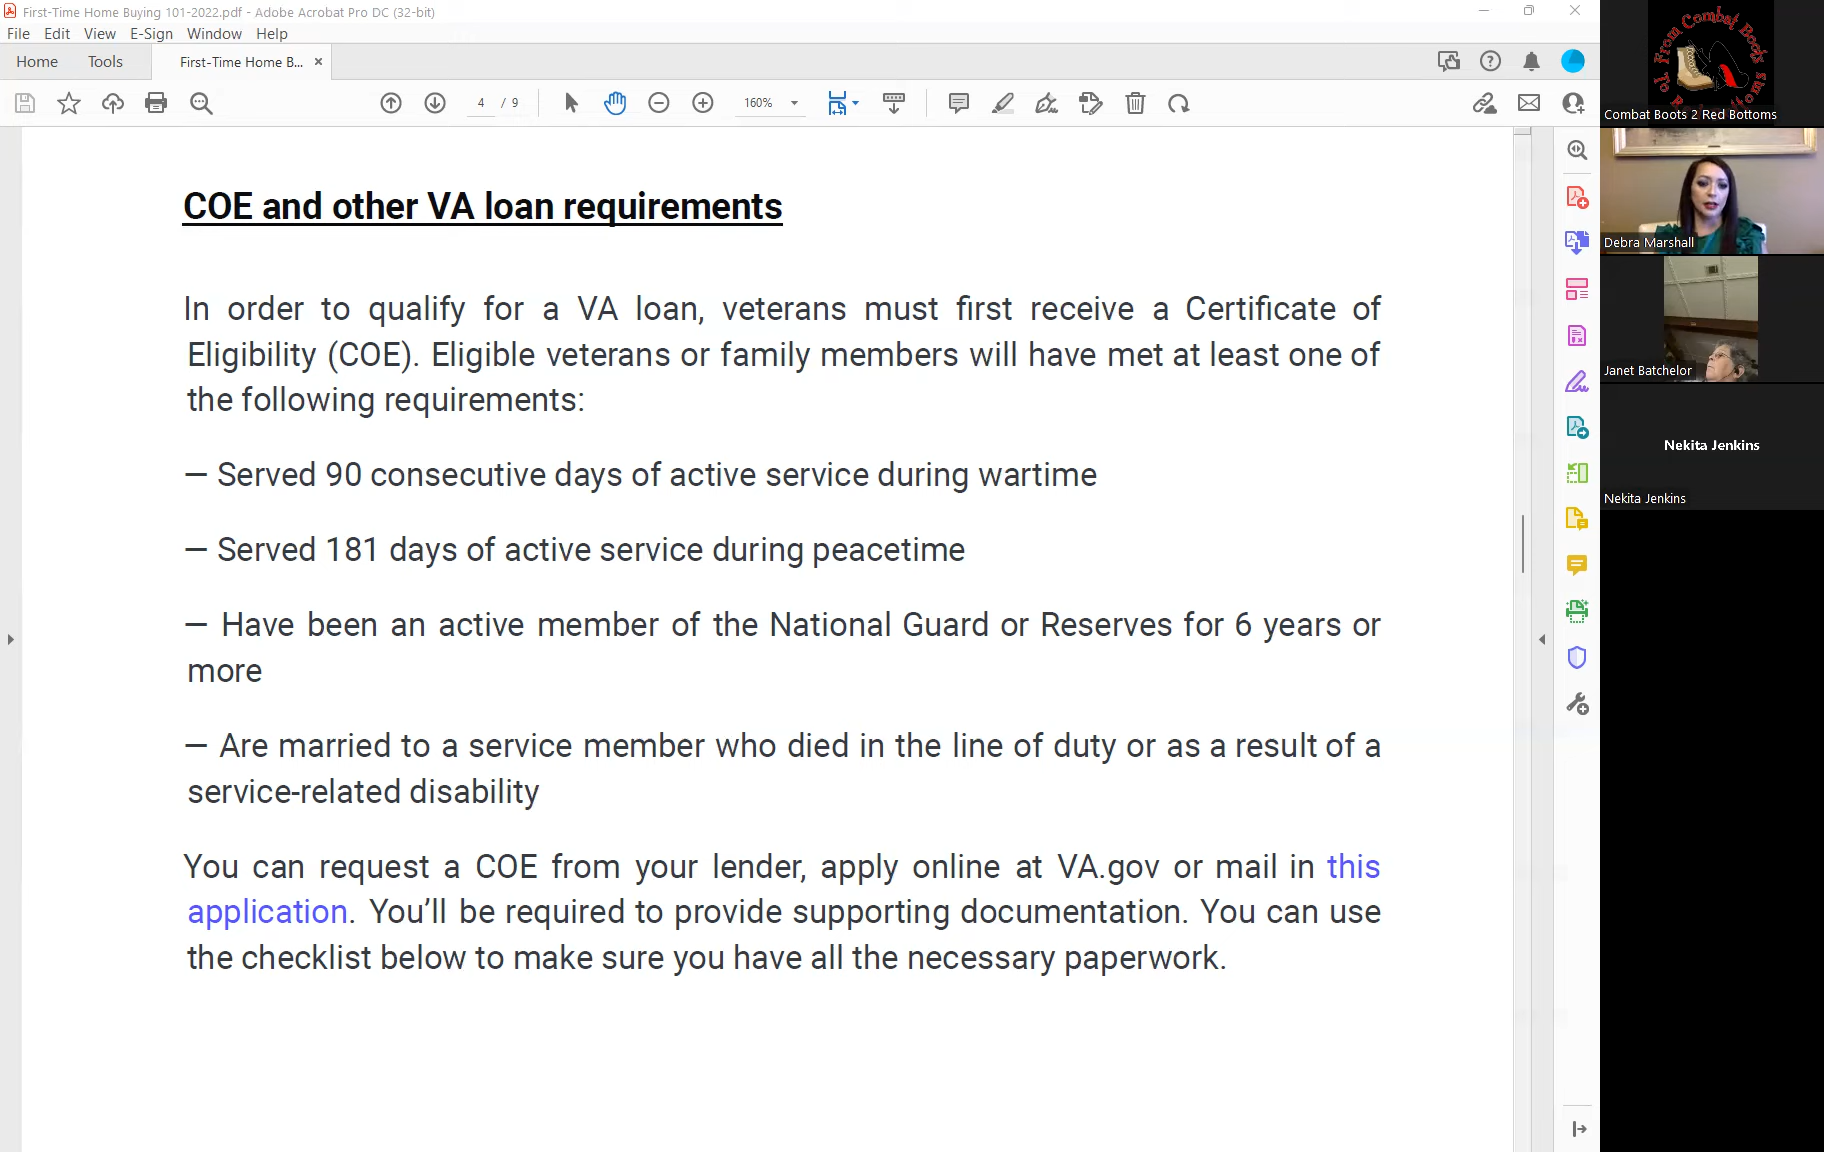 First-Time Home Buying 101-2022.pdf - Adobe Acrobat Pro DC (32-bit)
File Edit View E-Sign Window Help
Home Tools First-Time Home B... ×
4 / 9 160%
COE and other VA loan requirements
In order to qualify for a VA loan, veterans must first receive a Certificate of
Eligibility (COE). Eligible veterans or family members will have met at least one of
the following requirements:
— Served 90 consecutive days of active service during wartime
— Served 181 days of active service during peacetime
— Have been an active member of the National Guard or Reserves for 6 years or
more
— Are married to a service member who died in the line of duty or as a result of a
service-related disability
You can request a COE from your lender, apply online at VA.gov or mail in this
application. You’ll be required to provide supporting documentation. You can use
the checklist below to make sure you have all the necessary paperwork.
From Combat Boots
Combat Boots 2 Red Bottoms
Debra Marshall
Janet Batchelor
Nekita Jenkins
Nekita Jenkins